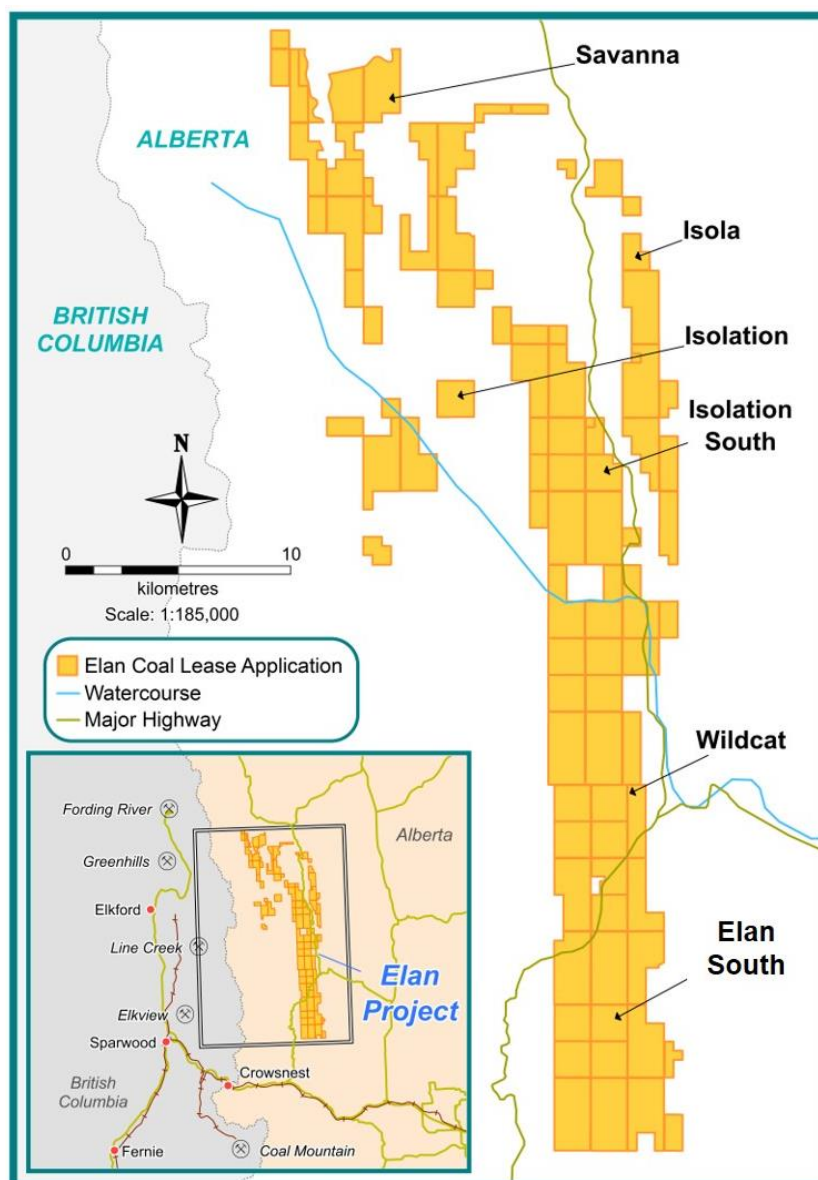 Savanna
ALBERTA
Isola
BRITISH
COLUMBIA
Isolation
Isolation
South
N
0
10
kilometres
Scale: 1:185,000
Elan Coal Lease Application
Watercourse
Major Highway
Wildcat
Fording River
Alberta
Greenhills
Elkford
Line Creek
Elan
Project
Elan
South
Elkview
Sparwood
Crowsnest
British
Columbia
Fernie
Coal Mountain